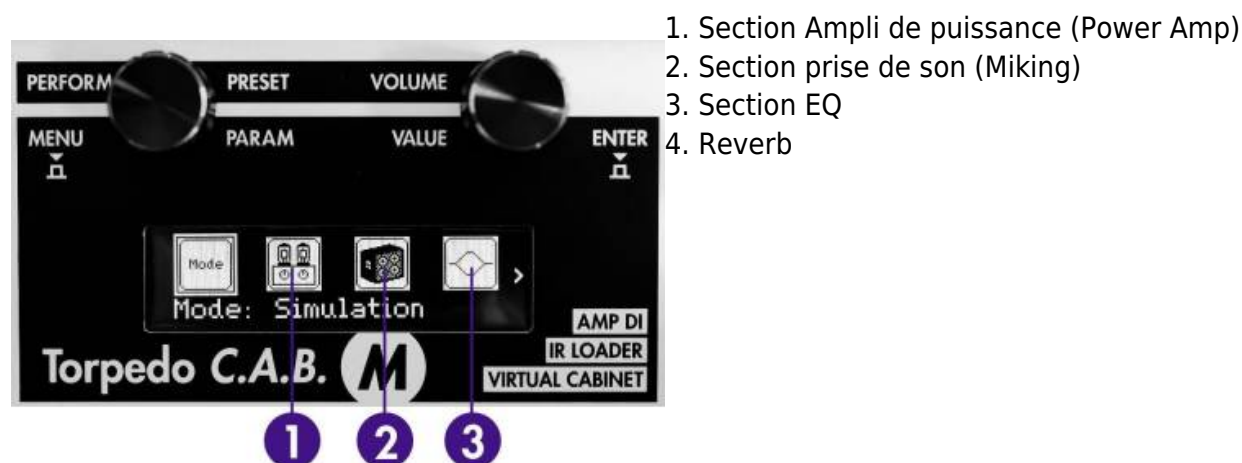 1. Section Ampli de puissance (Power Amp)
2. Section prise de son (Miking)
3. Section EQ
4. Reverb
PERFORM PRESET VOLUME
MENU PARAM VALUE ENTER
Mode
Mode: Simulation
AMP DI
IR LOADER
VIRTUAL CABINET
Torpedo C.A.B. M
1 2 3